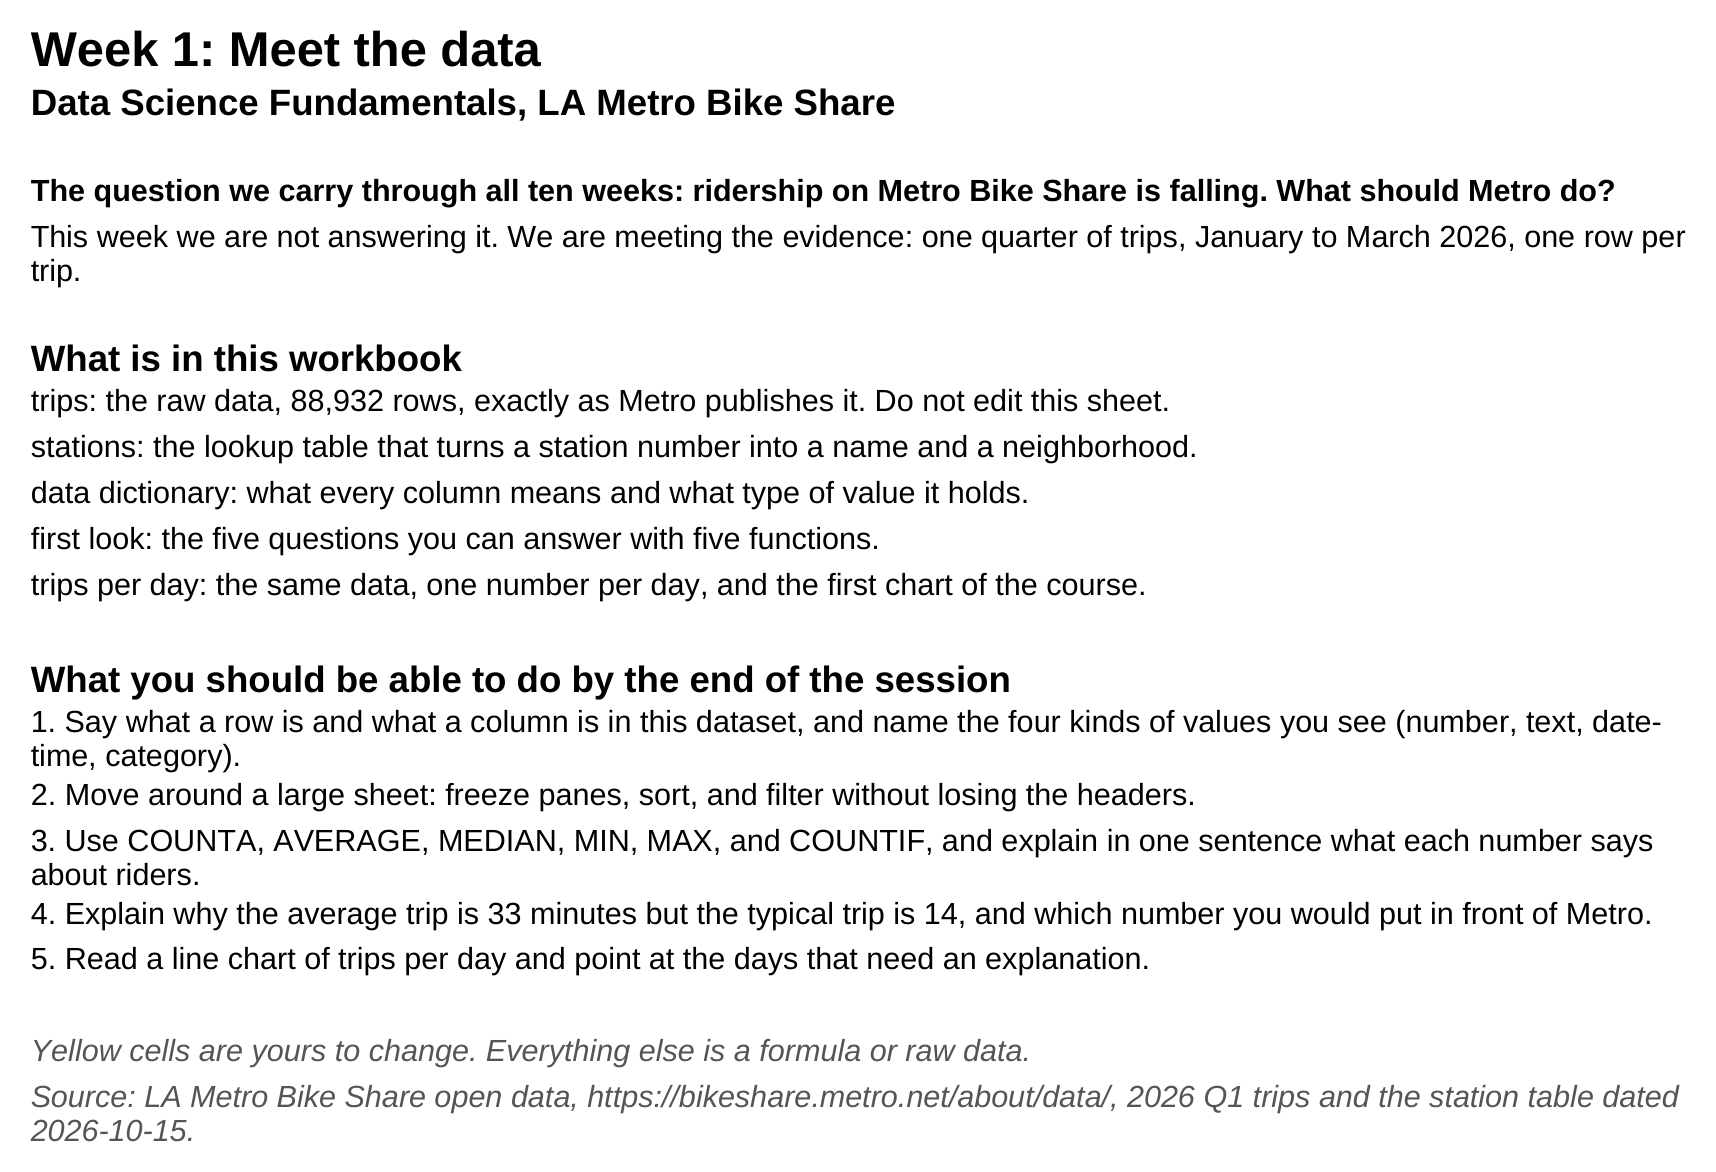 Week 1: Meet the data
Data Science Fundamentals, LA Metro Bike Share
The question we carry through all ten weeks: ridership on Metro Bike Share is falling. What should Metro do?
This week we are not answering it. We are meeting the evidence: one quarter of trips, January to March 2026, one row per
trip.
What is in this workbook
trips: the raw data, 88,932 rows, exactly as Metro publishes it. Do not edit this sheet.
stations: the lookup table that turns a station number into a name and a neighborhood.
data dictionary: what every column means and what type of value it holds.
first look: the five questions you can answer with five functions.
trips per day: the same data, one number per day, and the first chart of the course.
What you should be able to do by the end of the session
1. Say what a row is and what a column is in this dataset, and name the four kinds of values you see (number, text, date-
time, category).
2. Move around a large sheet: freeze panes, sort, and filter without losing the headers.
3. Use COUNTA, AVERAGE, MEDIAN, MIN, MAX, and COUNTIF, and explain in one sentence what each number says
about riders.
4. Explain why the average trip is 33 minutes but the typical trip is 14, and which number you would put in front of Metro.
5. Read a line chart of trips per day and point at the days that need an explanation.
Yellow cells are yours to change. Everything else is a formula or raw data.
Source: LA Metro Bike Share open data, https://bikeshare.metro.net/about/data/, 2026 Q1 trips and the station table dated
2026-10-15.